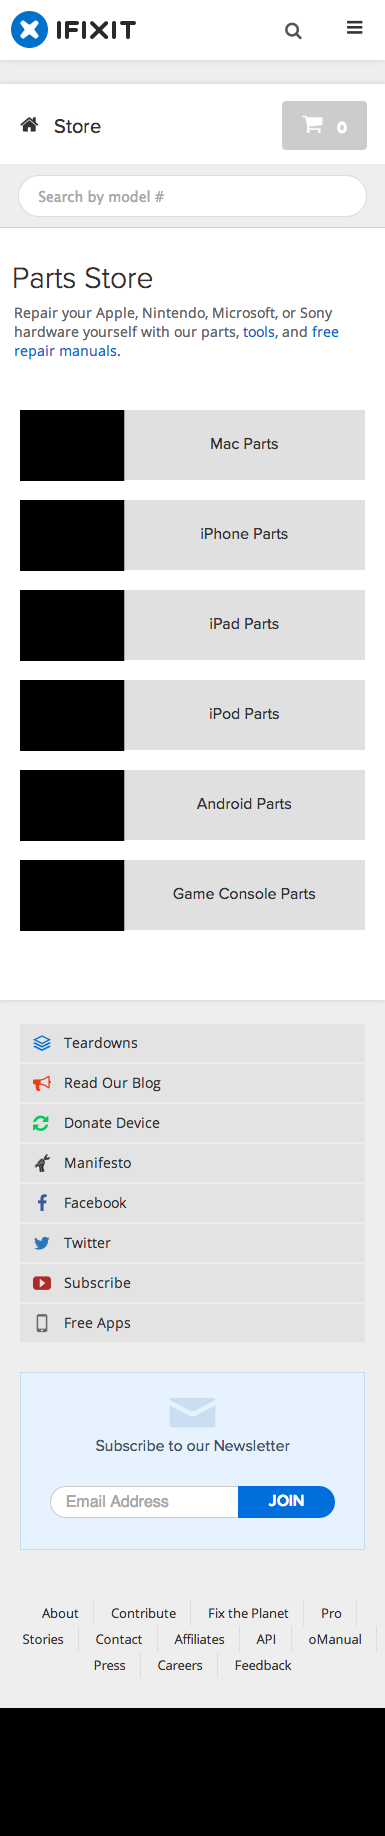 IFIXIT
Store
0
Search by model #
Parts Store
Repair your Apple, Nintendo, Microsoft, or Sony
hardware yourself with our parts, tools, and free
repair manuals.
Mac Parts
iPhone Parts
iPad Parts
iPod Parts
Android Parts
Game Console Parts
Teardowns
Read Our Blog
Donate Device
Manifesto
Facebook
Twitter
Subscribe
Free Apps
Subscribe to our Newsletter
Email Address JOIN
About Contribute Fix the Planet Pro
Stories Contact Affiliates API oManual
Press Careers Feedback